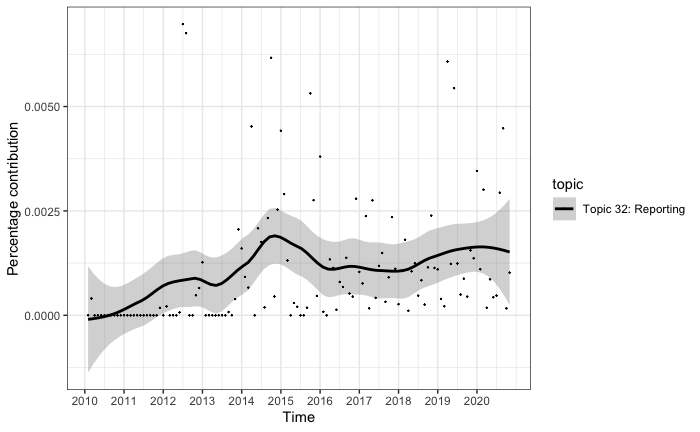 Percentage contribution
0.0050
0.0025
0.0000
2010 2011 2012 2013 2014 2015 2016 2017 2018 2019 2020
Time
topic
Topic 32: Reporting